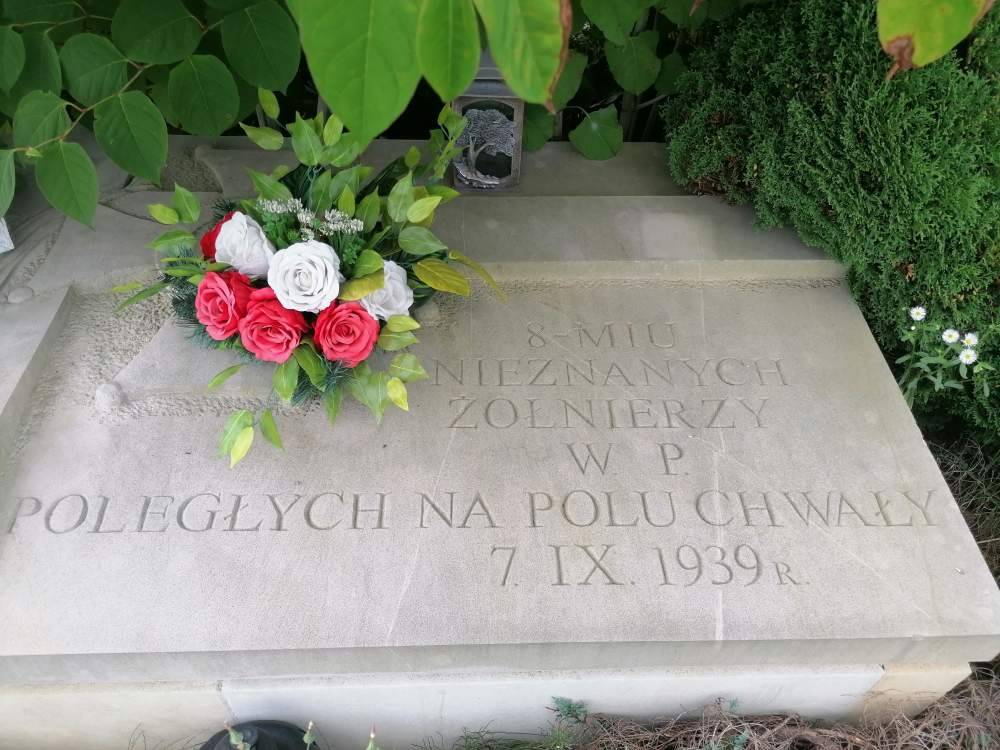 8-MIU
NIEZNANYCH
ŻOŁNIERZY
W. P.
POLEGŁYCH NA POLU CHWAŁY
7. IX. 1939 R.